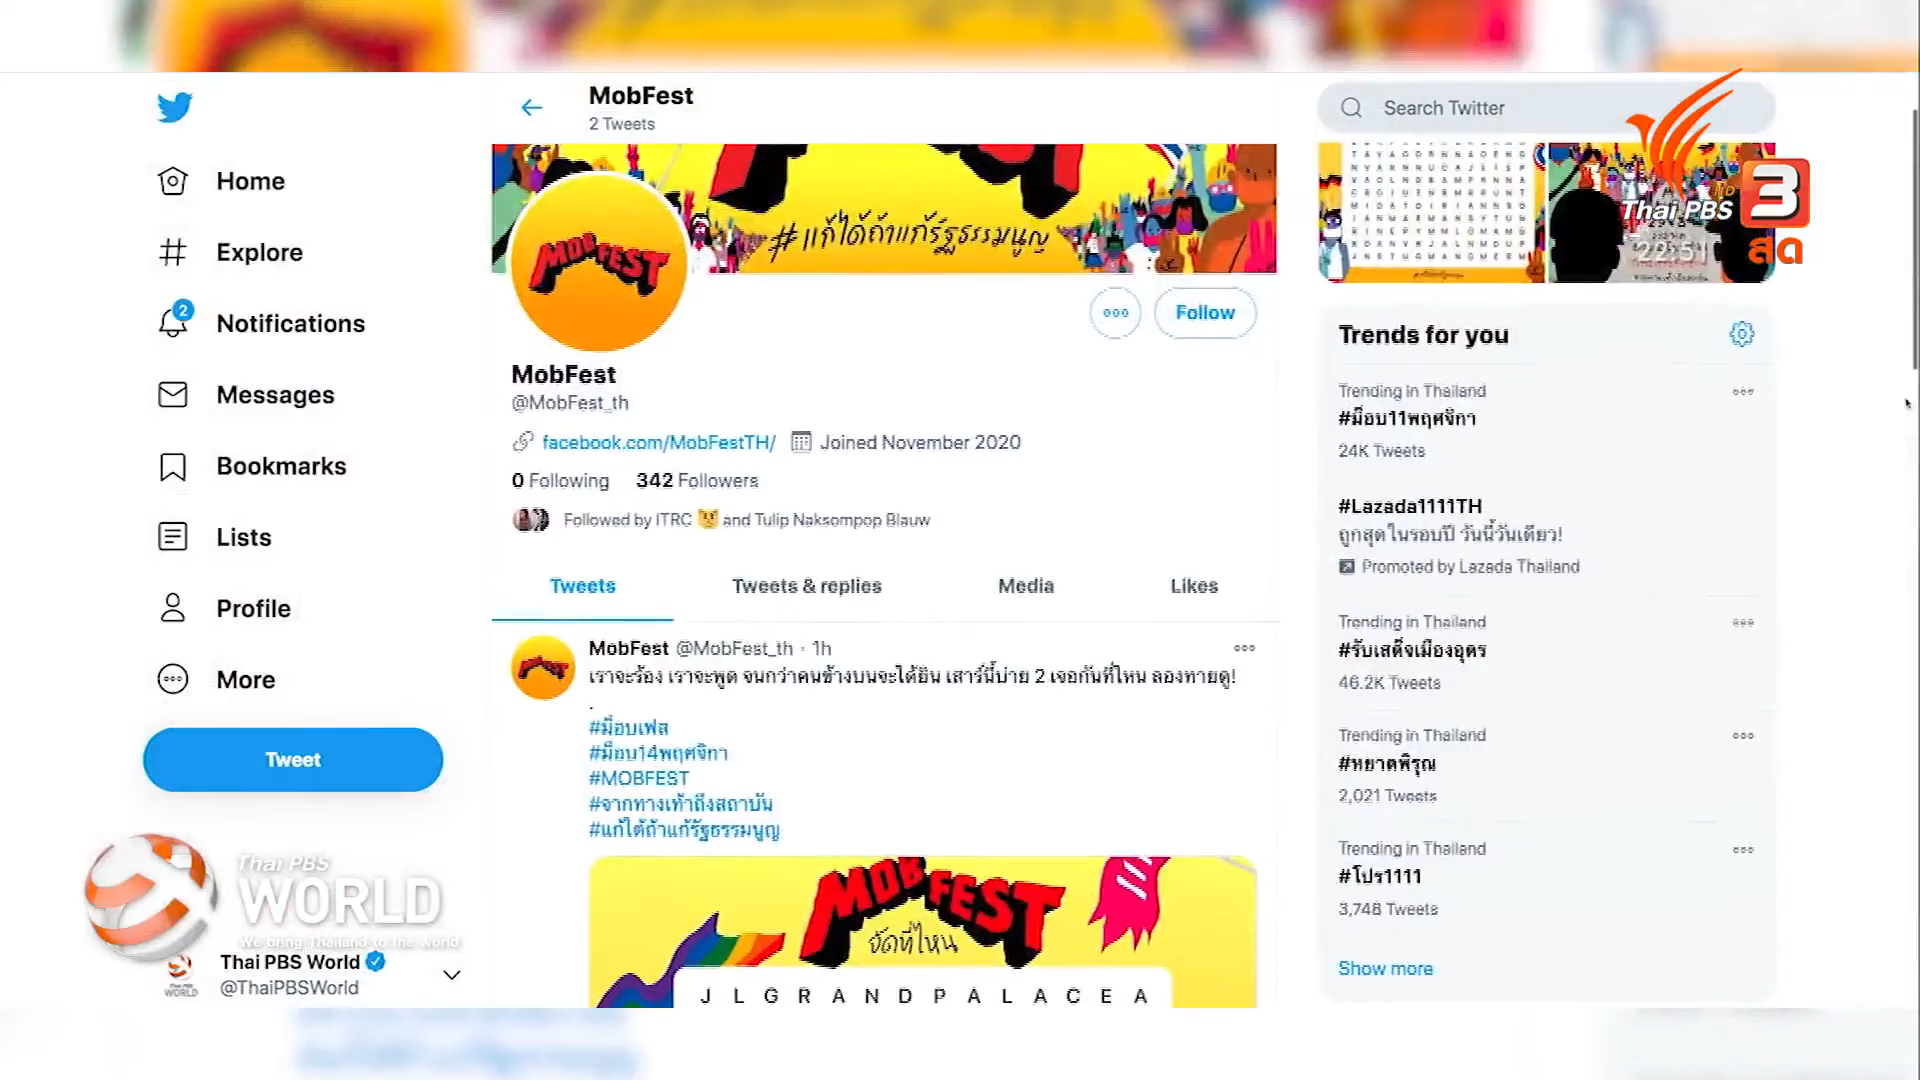 MobFest
2 Tweets
Search Twitter
Home
Explore
2
Notifications
Messages
Bookmarks
Lists
Profile
More
Tweet
#แก้ได้ถ้าแก้รัฐธรรมนูญ
MOBFEST
Follow
MobFest
@MobFest_th
facebook.com/MobFestTH/ Joined November 2020
0 Following 342 Followers
Followed by ITRC and Tulip Naksompop Blauw
Tweets Tweets & replies Media Likes
MobFest @MobFest_th · 1h
เราจะร้อง เราจะพูด จนกว่าคนข้างบนจะได้ยิน เสาร์นี้บ่าย 2 เจอกันที่ไหน ลองทายดู!
.
#ม็อบเฟส
#ม็อบ14พฤศจิกา
#MOBFEST
#จากทางเท้าถึงสถาบัน
#แก้ได้ถ้าแก้รัฐธรรมนูญ
MOBFEST
จัดที่ไหน
J L G R A N D P A L A C E A
Thai PBS
3
22:51
สด
Trends for you
Trending in Thailand
#ม็อบ11พฤศจิกา
24K Tweets
#Lazada1111TH
ถูกสุดในรอบปี วันนี้วันเดียว!
Promoted by Lazada Thailand
Trending in Thailand
#รับเสด็จเมืองอุดร
46.2K Tweets
Trending in Thailand
#หยาดพิรุณ
2,021 Tweets
Trending in Thailand
#โปร1111
3,748 Tweets
Show more
Thai PBS
WORLD
We bring Thailand to the world
Thai PBS World
@ThaiPBSWorld
WORLD